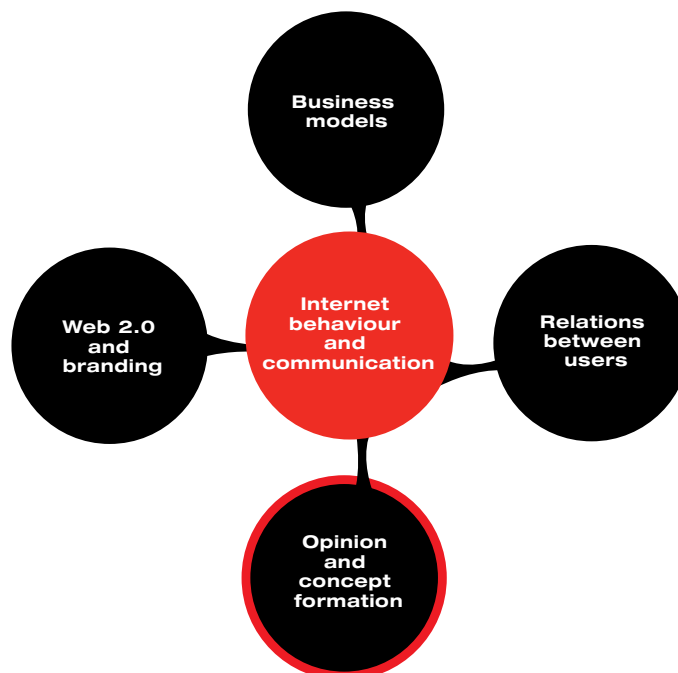 Business
models
Internet
behaviour
and
communication
Web 2.0
and
branding
Relations
between
users
Opinion
and
concept
formation